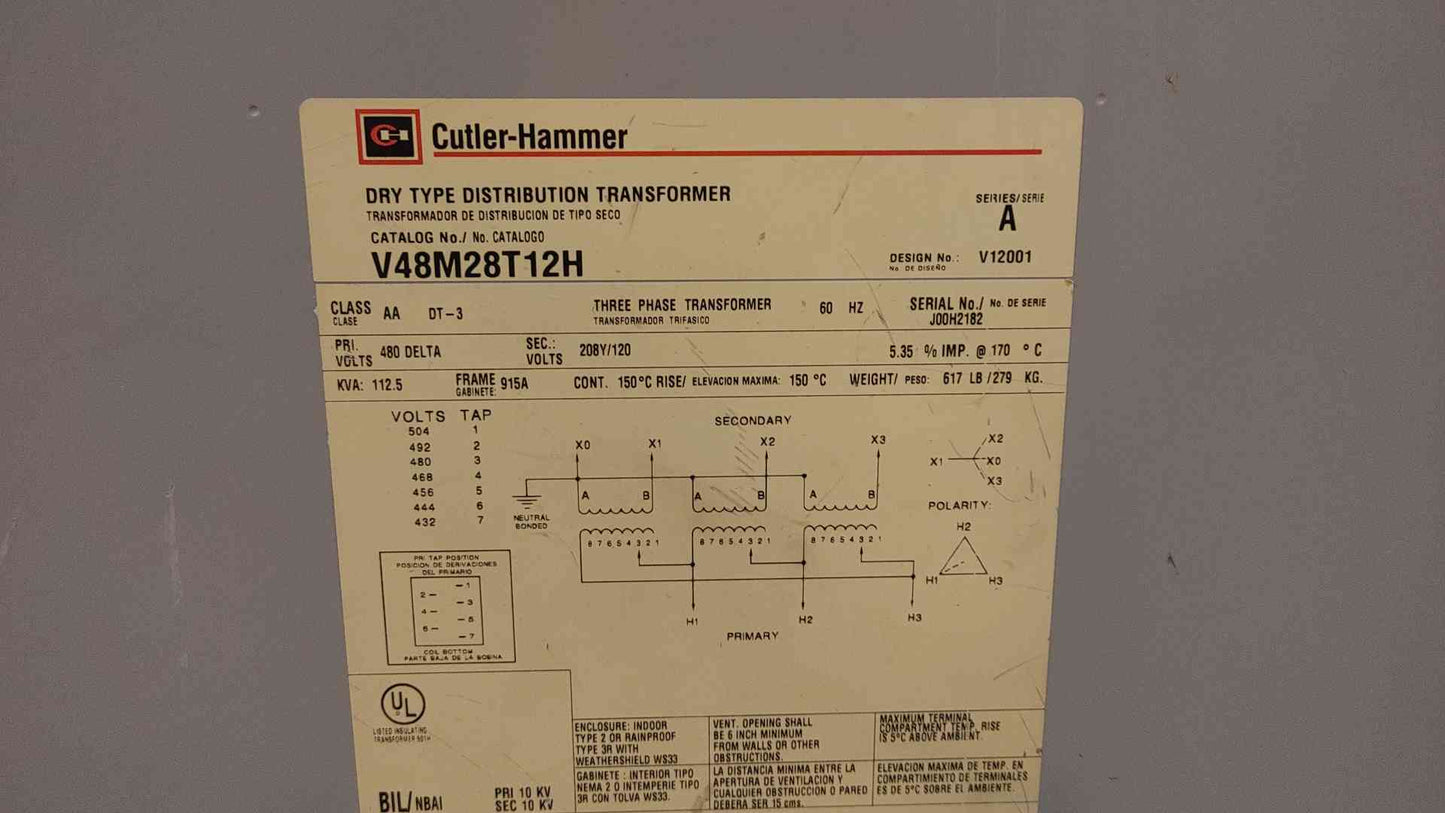 Cutler-Hammer
DRY TYPE DISTRIBUTION TRANSFORMER
TRANSFORMADOR DE DISTRIBUCION DE TIPO SECO
SERIES/SERIE
A
CATALOG No./ No. CATALOGO
V48M28T12H
DESIGN No.: V12001
No. DE DISEÑO
CLASS AA DT-3
CLASE
THREE PHASE TRANSFORMER 60 HZ
TRANSFORMADOR TRIFASICO
SERIAL No./ No. DE SERIE
J00H2182
PRI. VOLTS 480 DELTA
SEC.: VOLTS 208Y/120
5.35 % IMP. @ 170 °C
KVA: 112.5
FRAME 915A
GABINETE:
CONT. 150°C RISE/ ELEVACION MAXIMA: 150 °C
WEIGHT/ PESO: 617 LB /279 KG.
VOLTS TAP
504 1
492 2
480 3
468 4
456 5
444 6
432 7
SECONDARY
X0 X1 X2 X3
A B A B A B
NEUTRAL
BONDED
8 7 6 5 4 3 2 1
8 7 6 5 4 3 2 1
8 7 6 5 4 3 2 1
H1 H2 H3
PRIMARY
X2
X1 X0
X3
POLARITY:
H2
H1 H3
PRI TAP POSITION
POSICION DE DERIVACIONES
DEL PRIMARIO
1
2
3
4
5
6
7
COIL BOTTOM
PARTE BAJA DE LA BOBINA
UL
LISTED INSULATING
TRANSFORMER 591H
BIL/ NBAI
PRI 10 KV
SEC 10 KV
ENCLOSURE: INDOOR
TYPE 2 OR RAINPROOF
TYPE 3R WITH
WEATHERSHIELD WS33
GABINETE : INTERIOR TIPO
NEMA 2 O INTEMPERIE TIPO
3R CON TOLVA WS33.
VENT. OPENING SHALL
BE 6 INCH MINIMUM
FROM WALLS OR OTHER
OBSTRUCTIONS.
LA DISTANCIA MINIMA ENTRE LA
APERTURA DE VENTILACION Y
CUALQUIER OBSTRUCCION O PARED
DEBERA SER 15 cms.
MAXIMUM TERMINAL
COMPARTMENT TEMP. RISE
IS 5°C ABOVE AMBIENT.
ELEVACION MAXIMA DE TEMP. EN
COMPARTIMIENTO DE TERMINALES
ES DE 5°C SOBRE EL AMBIENTE.